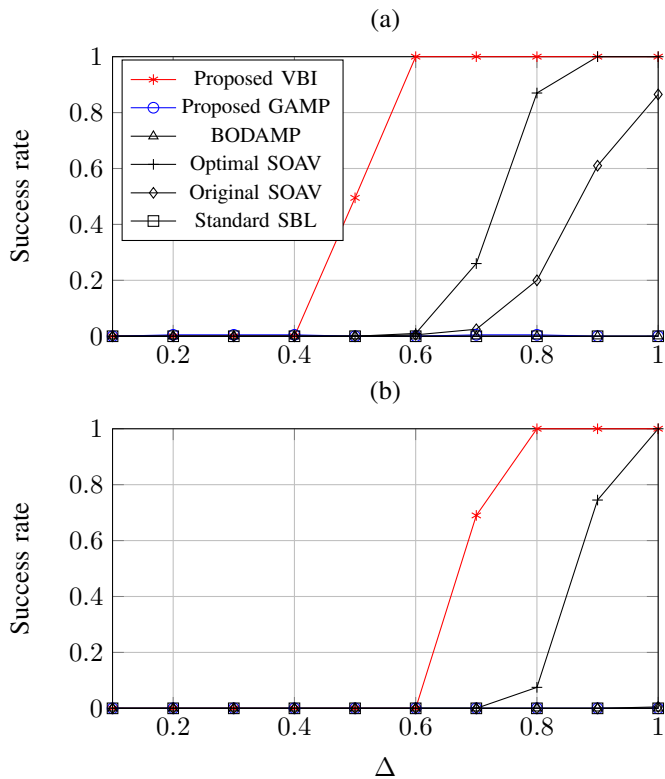 (a)
1
0.8
0.6
0.4
0.2
0
Success rate
Proposed VBI
Proposed GAMP
BODAMP
Optimal SOAV
Original SOAV
Standard SBL
0.2 0.4 0.6 0.8 1
(b)
1
0.8
0.6
0.4
0.2
0
Success rate
0.2 0.4 0.6 0.8 1
Δ